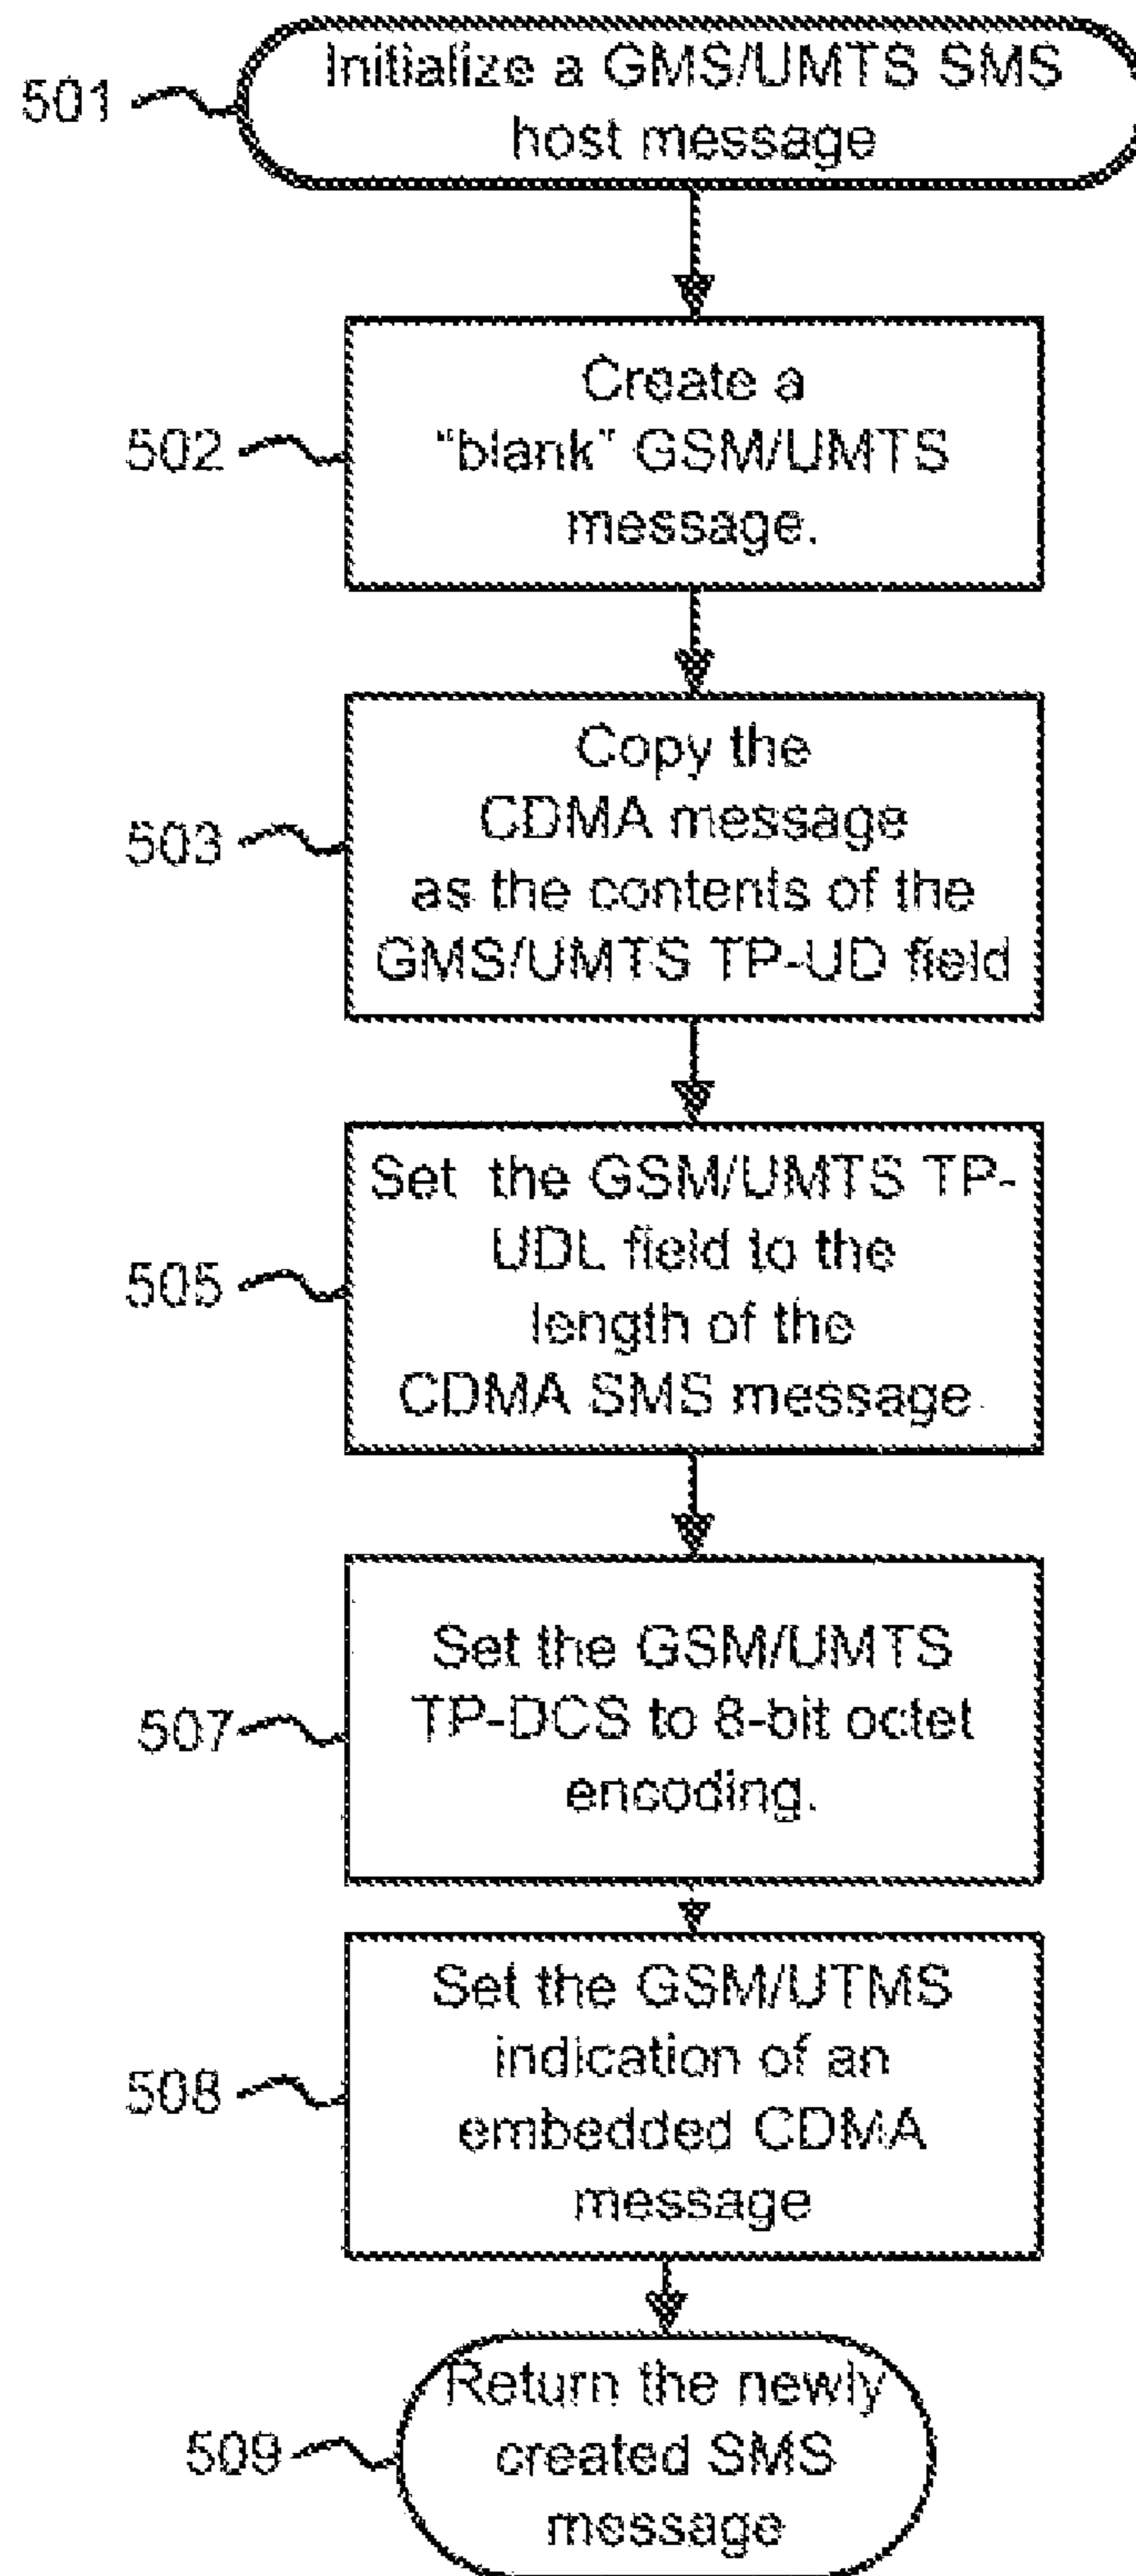 501
Initialize a GMS/UMTS SMS
host message
502
Create a
“blank” GSM/UMTS
message.
503
Copy the
CDMA message
as the contents of the
GMS/UMTS TP-UD field
505
Set the GSM/UMTS TP-
UDL field to the
length of the
CDMA SMS message
507
Set the GSM/UMTS
TP-DCS to 8-bit octet
encoding.
508
Set the GSM/UTMS
indication of an
embedded CDMA
message
509
Return the newly
created SMS
message